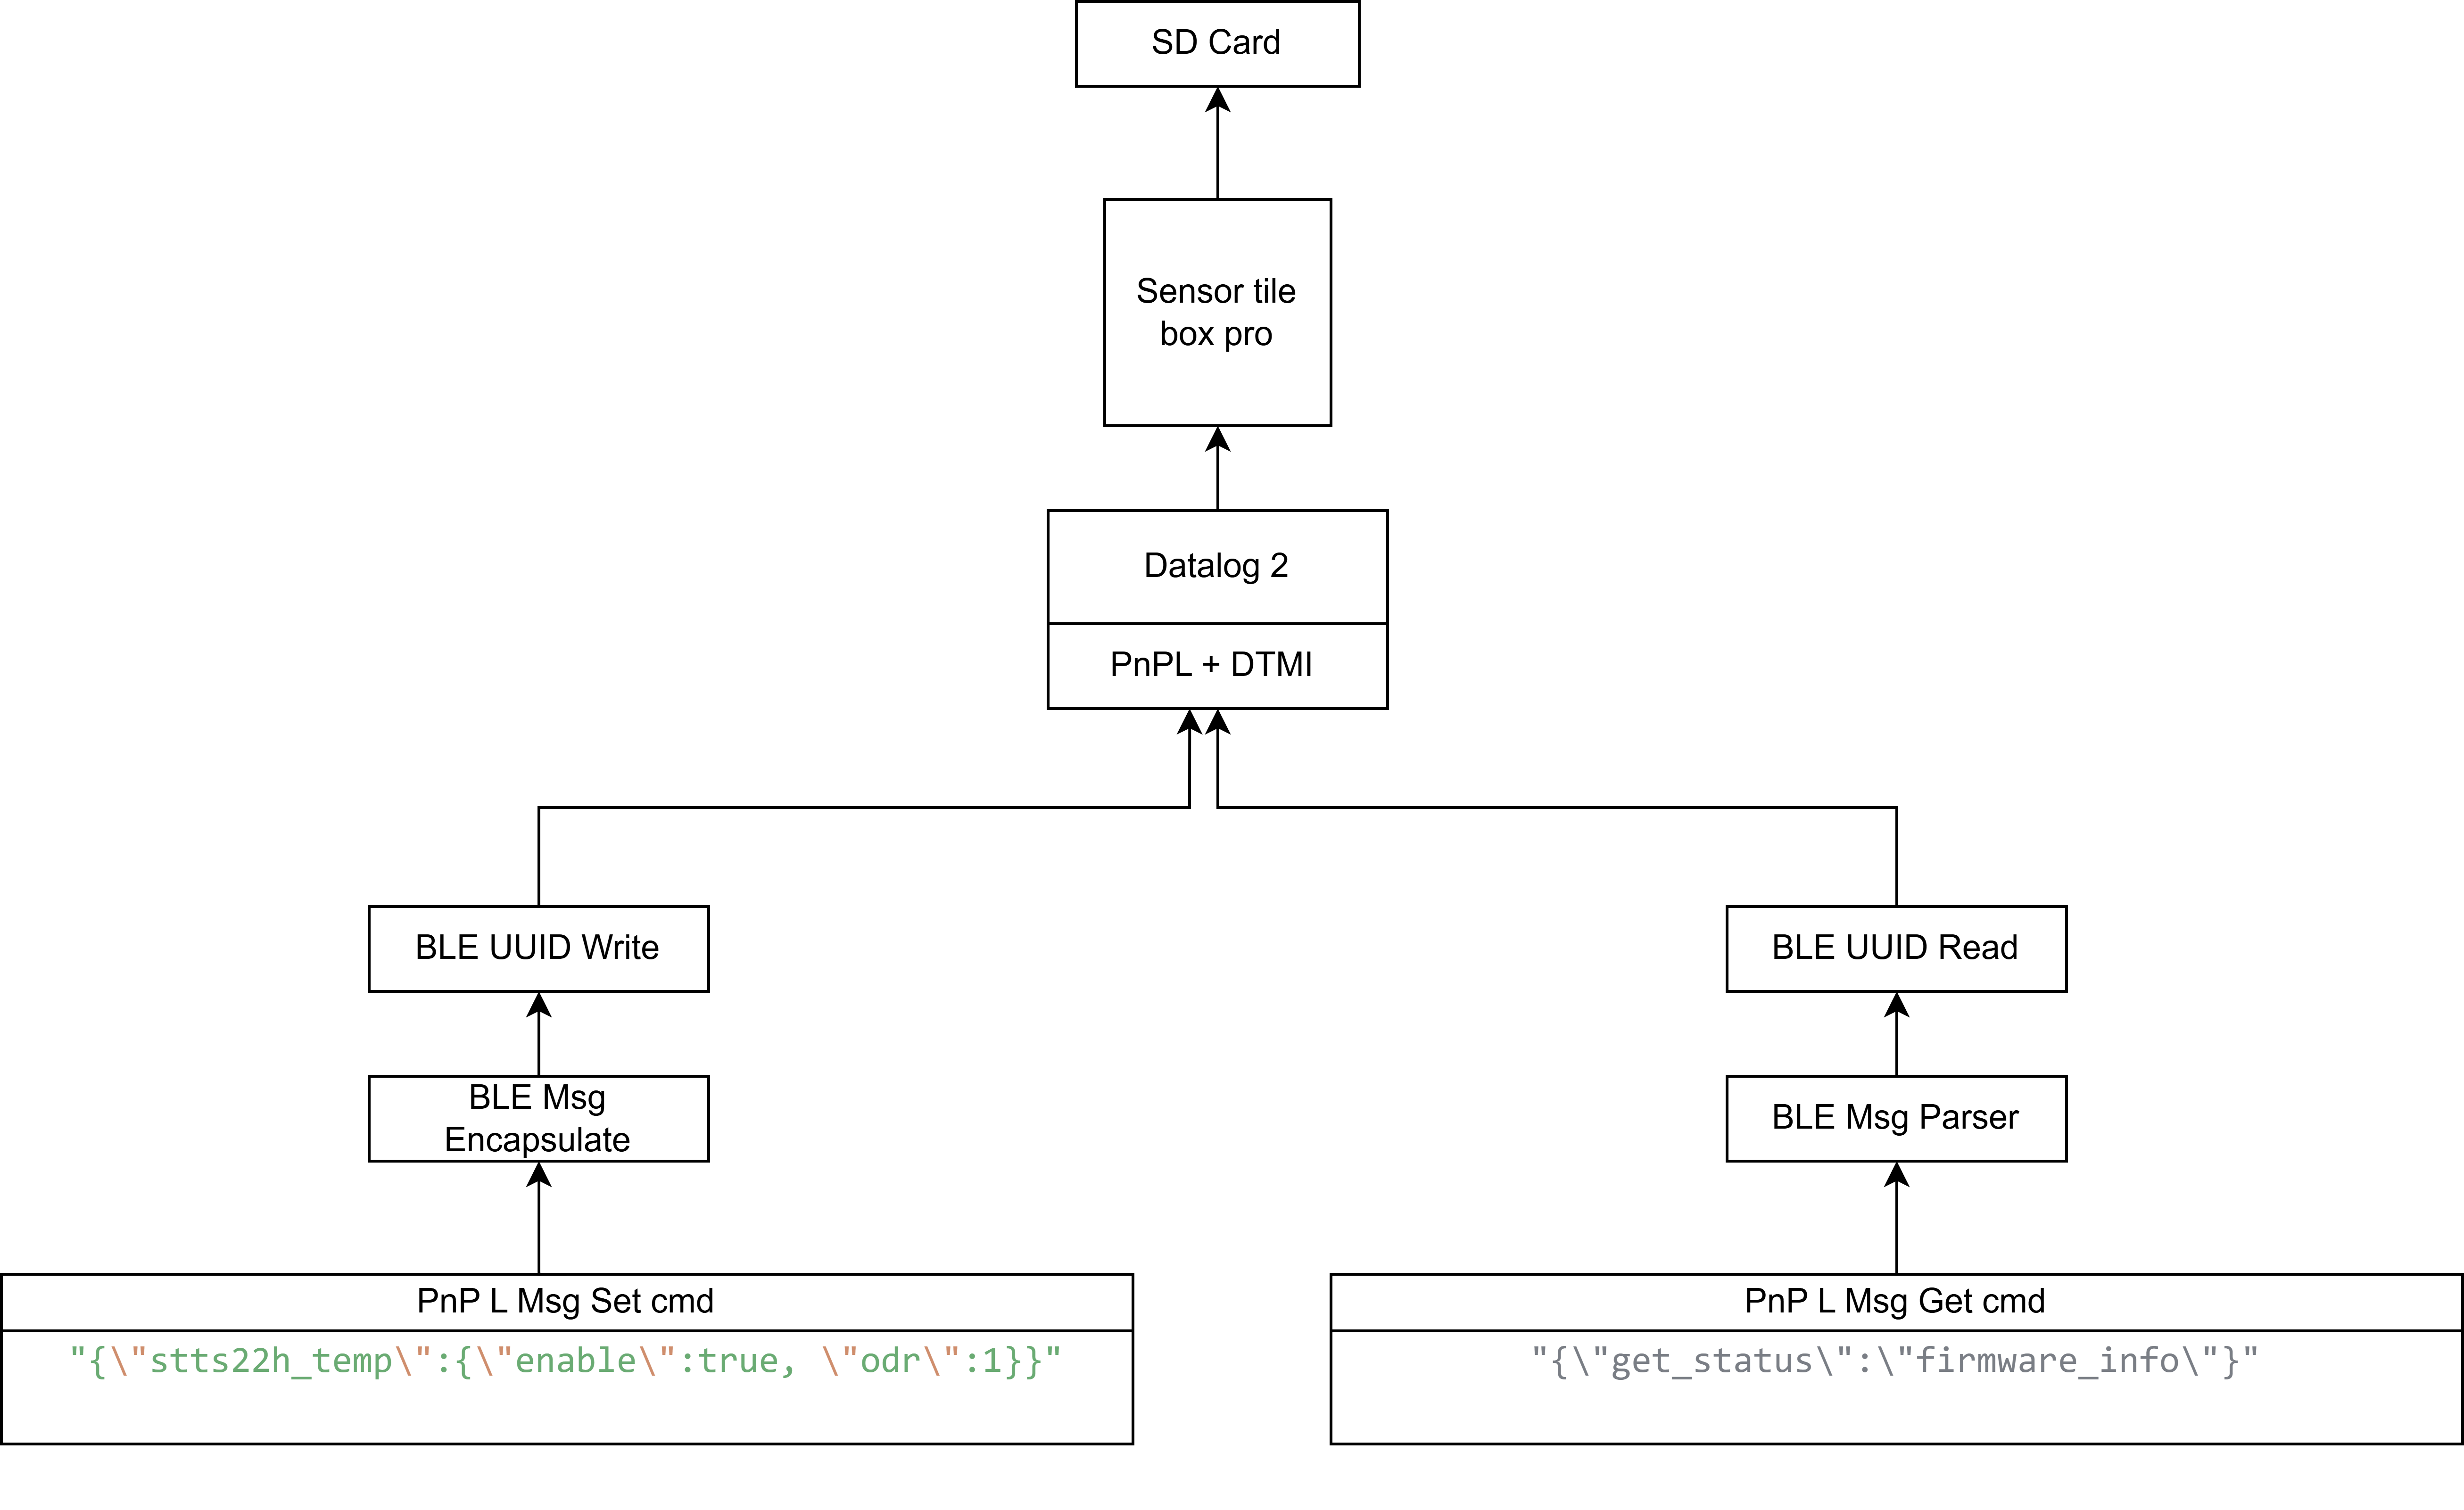 SD Card
Sensor tile
box pro
Datalog 2
PnPL + DTMI
BLE UUID Write
BLE UUID Read
BLE Msg
Encapsulate
BLE Msg Parser
PnP L Msg Set cmd
"{\"stts22h_temp\":{\"enable\":true, \"odr\":1}}"
PnP L Msg Get cmd
"{\"get_status\":\"firmware_info\"}"